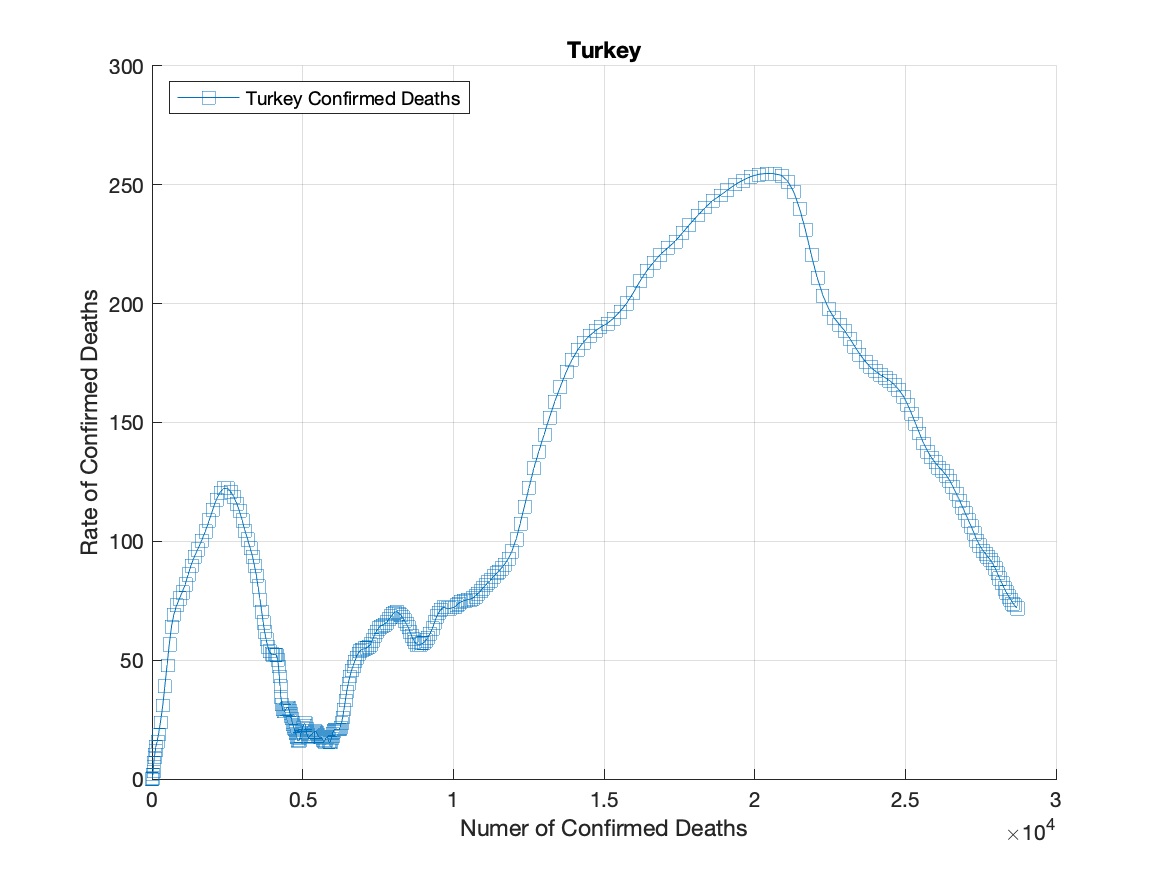 Turkey
Turkey Confirmed Deaths
300
250
200
150
100
50
0
Rate of Confirmed Deaths
0 0.5 1 1.5 2 2.5 3
×10^4
Numer of Confirmed Deaths